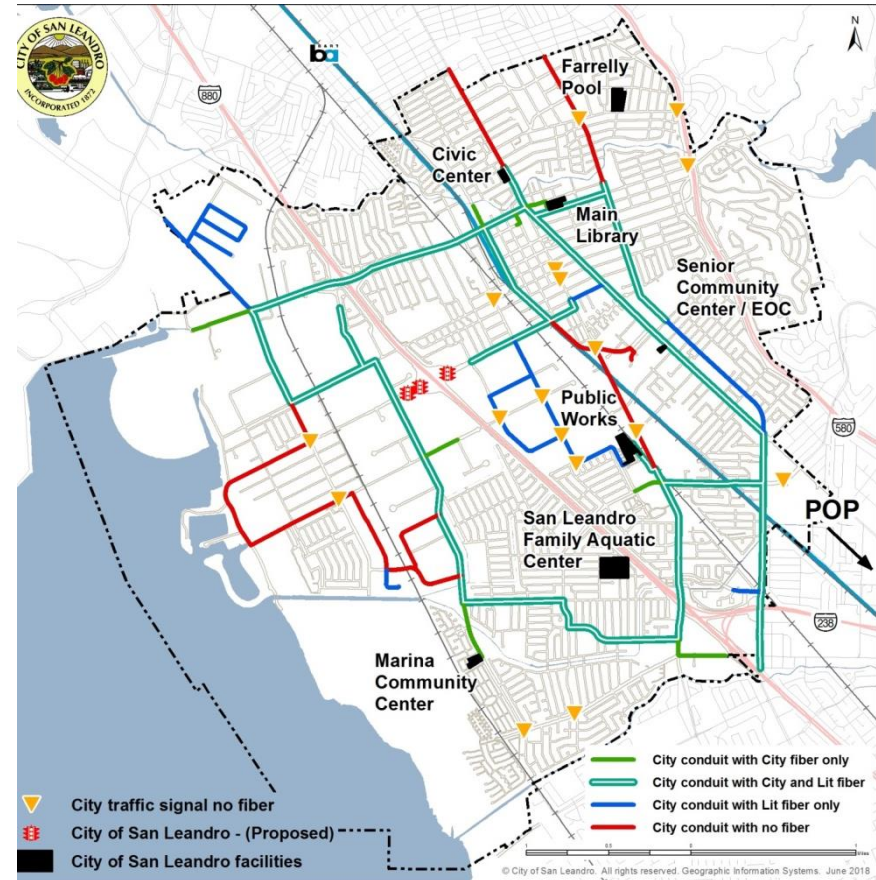 CITY OF SAN LEANDRO
INCORPORATED 1872
BART
ba
N
880
Farrelly
Pool
Civic
Center
Main
Library
Senior
Community
Center / EOC
Public
Works
580
POP
San Leandro
Family Aquatic
Center
238
Marina
Community
Center
City traffic signal no fiber
City of San Leandro - (Proposed)
City of San Leandro facilities
City conduit with City fiber only
City conduit with City and Lit fiber
City conduit with Lit fiber only
City conduit with no fiber
© City of San Leandro. All rights reserved. Geographic Information Systems. June 2018